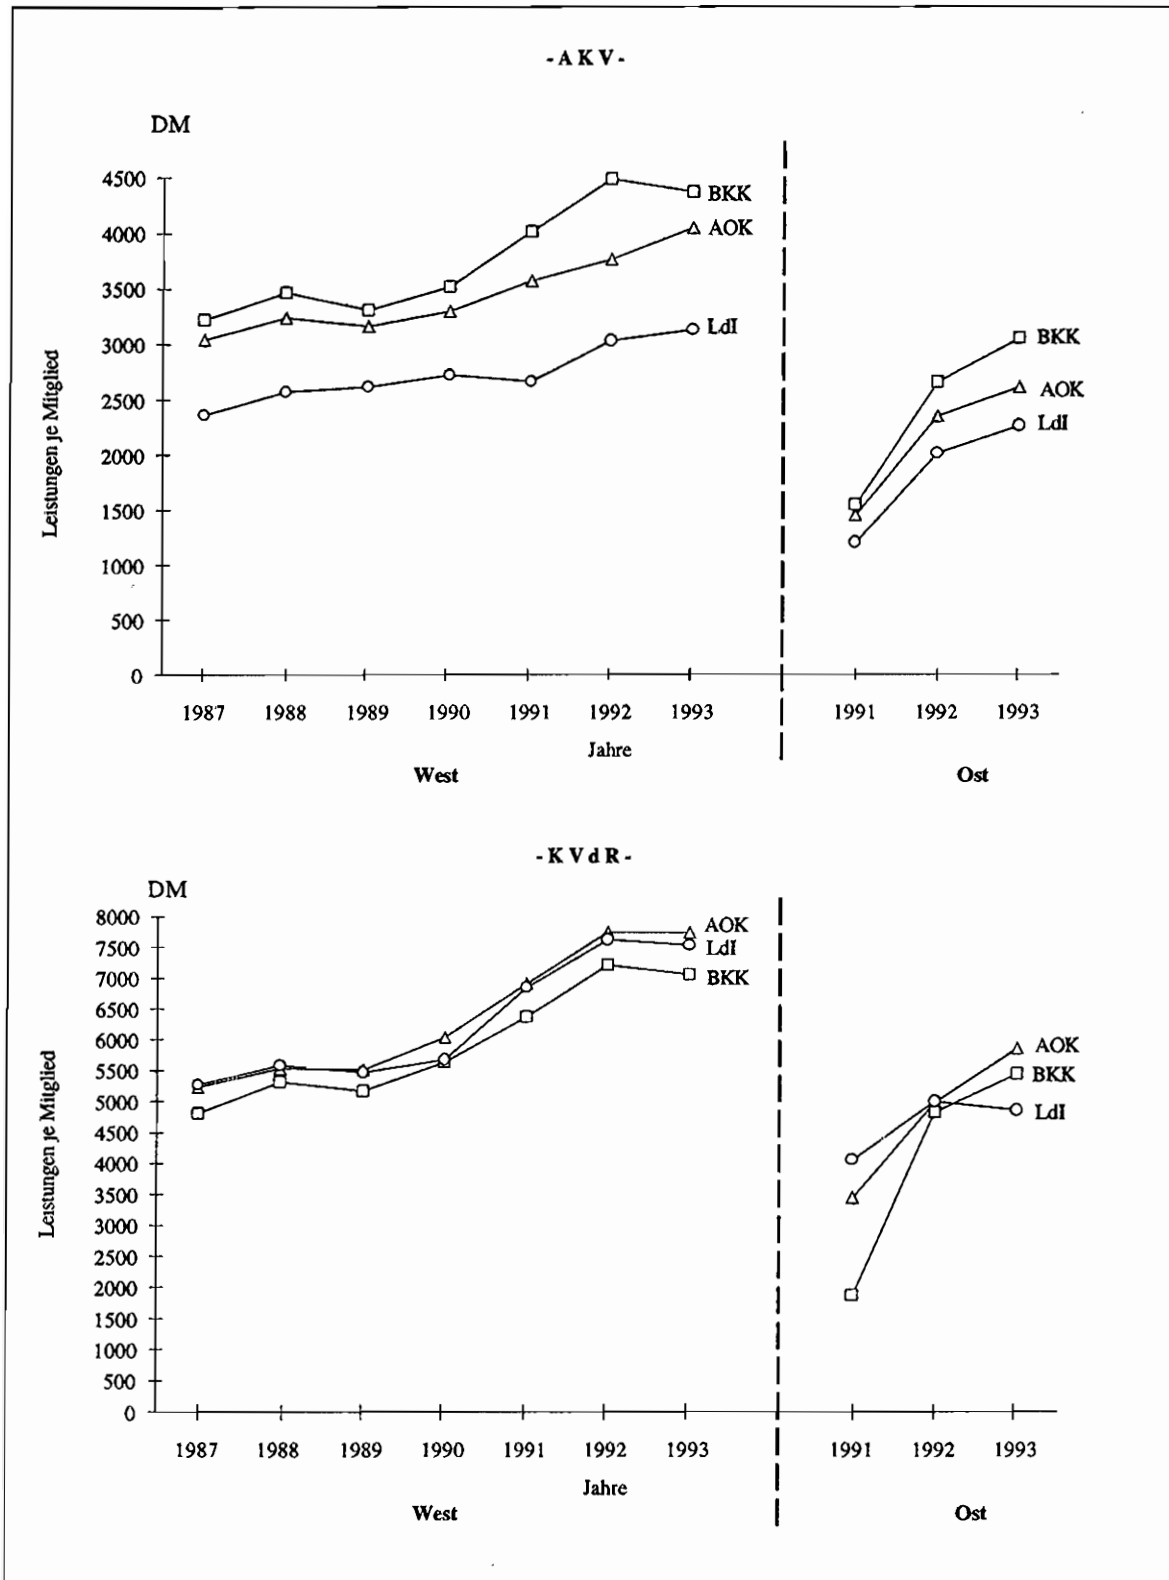 - A K V -
DM
4500
4000
3500
3000
2500
2000
1500
1000
500
0
Leistungen je Mitglied
BKK
AOK
LdI
BKK
AOK
LdI
1987 1988 1989 1990 1991 1992 1993 1991 1992 1993
Jahre
West Ost
- K V d R -
DM
8000
7500
7000
6500
6000
5500
5000
4500
4000
3500
3000
2500
2000
1500
1000
500
0
Leistungen je Mitglied
AOK
LdI
BKK
AOK
BKK
LdI
1987 1988 1989 1990 1991 1992 1993 1991 1992 1993
Jahre
West Ost